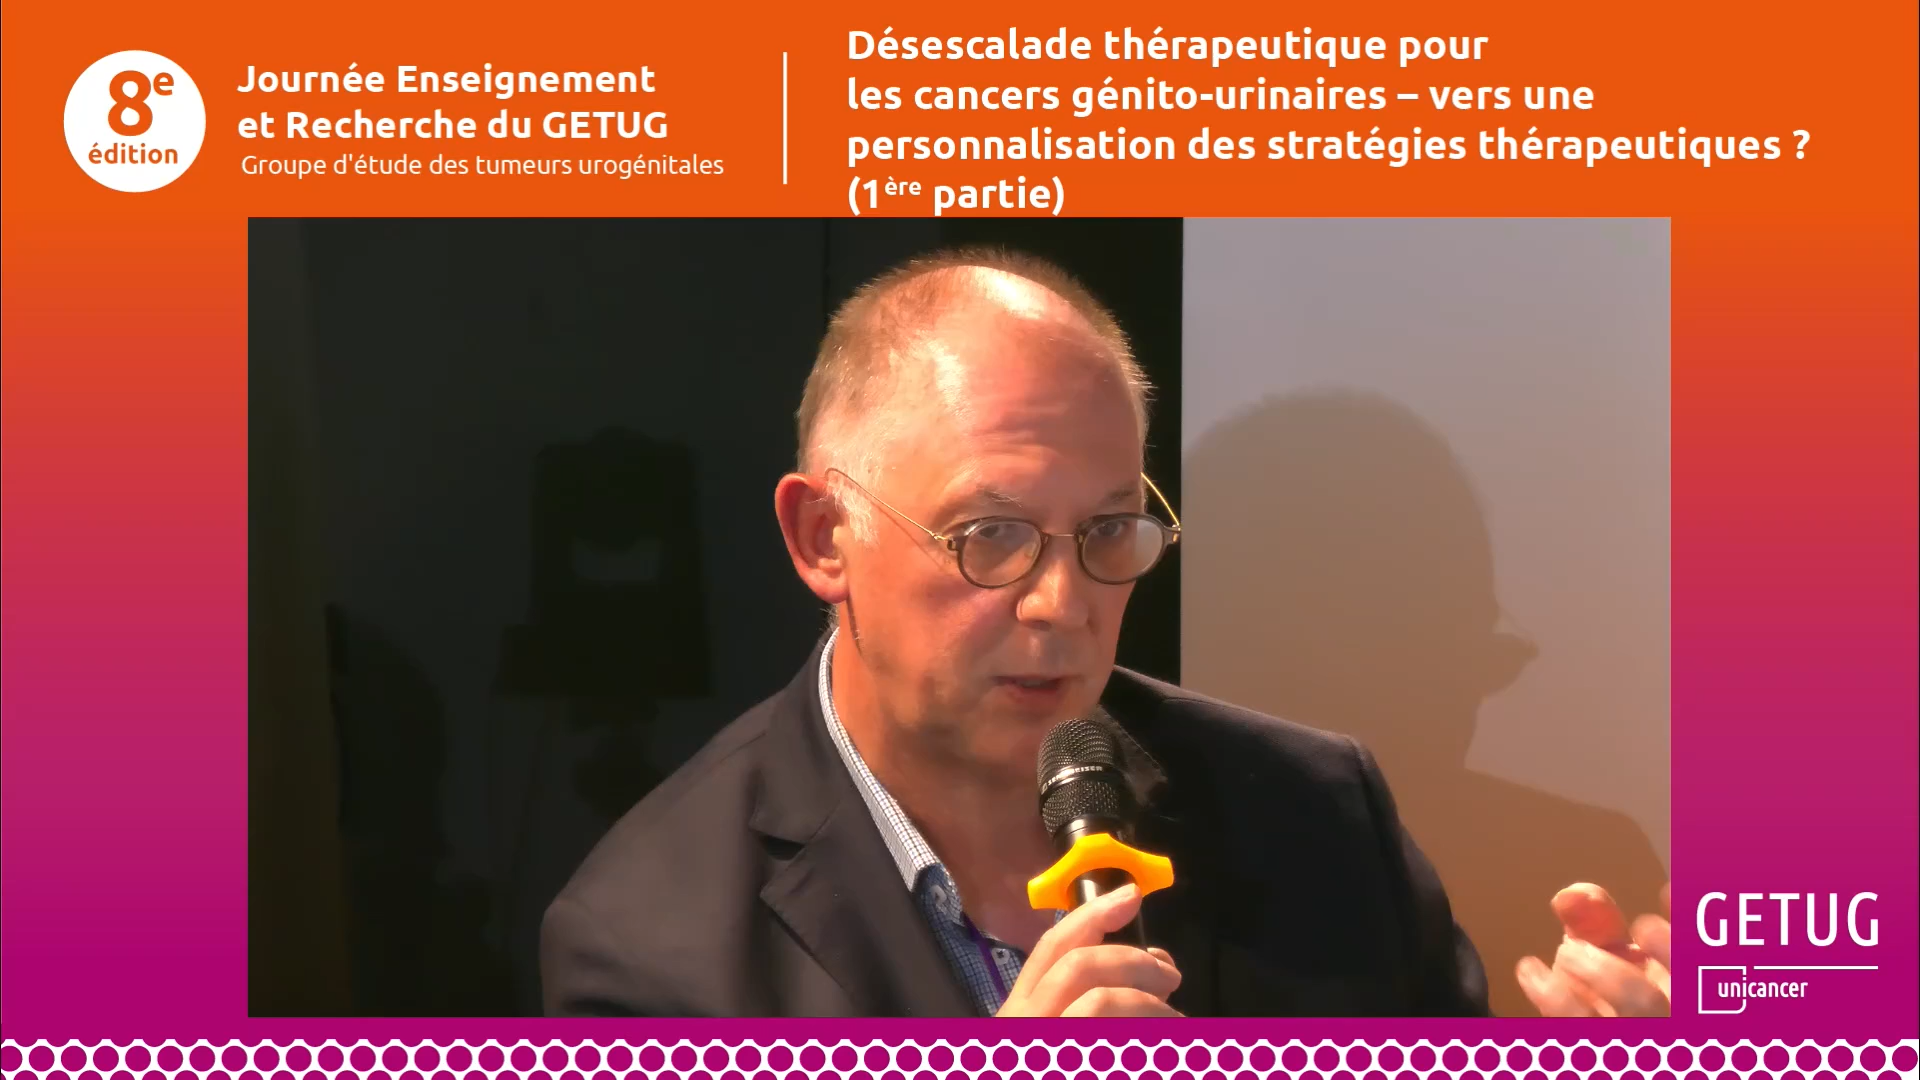 8e
édition
Journée Enseignement
et Recherche du GETUG
Groupe d'étude des tumeurs urogénitales
Désescalade thérapeutique pour
les cancers génito-urinaires – vers une
personnalisation des stratégies thérapeutiques ?
(1ère partie)
SENNHEISER
GETUG
unicancer